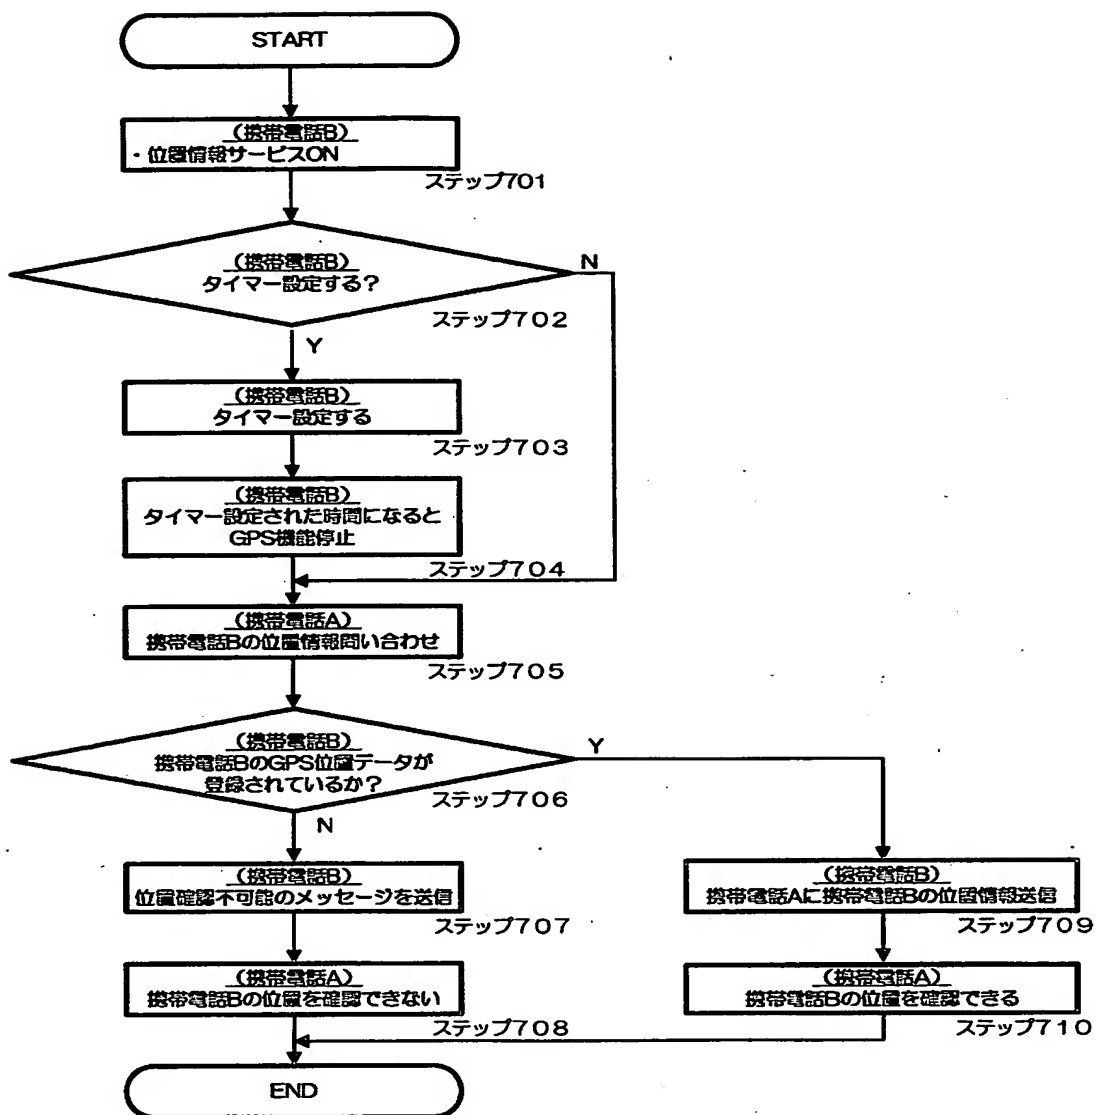 START
(携帯電話B)
・位置情報サービスON
ステップ701
(携帯電話B)
タイマー設定する?
N
ステップ702
Y
(携帯電話B)
タイマー設定する
ステップ703
(携帯電話B)
タイマー設定された時間になると
GPS機能停止
ステップ704
(携帯電話A)
携帯電話Bの位置情報問い合わせ
ステップ705
(携帯電話B)
携帯電話BのGPS位置データが
登録されているか?
Y
ステップ706
N
(携帯電話B)
位置確認不可能のメッセージを送信
ステップ707
(携帯電話A)
携帯電話Bの位置を確認できない
ステップ708
(携帯電話B)
携帯電話Aに携帯電話Bの位置情報送信
ステップ709
(携帯電話A)
携帯電話Bの位置を確認できる
ステップ710
END